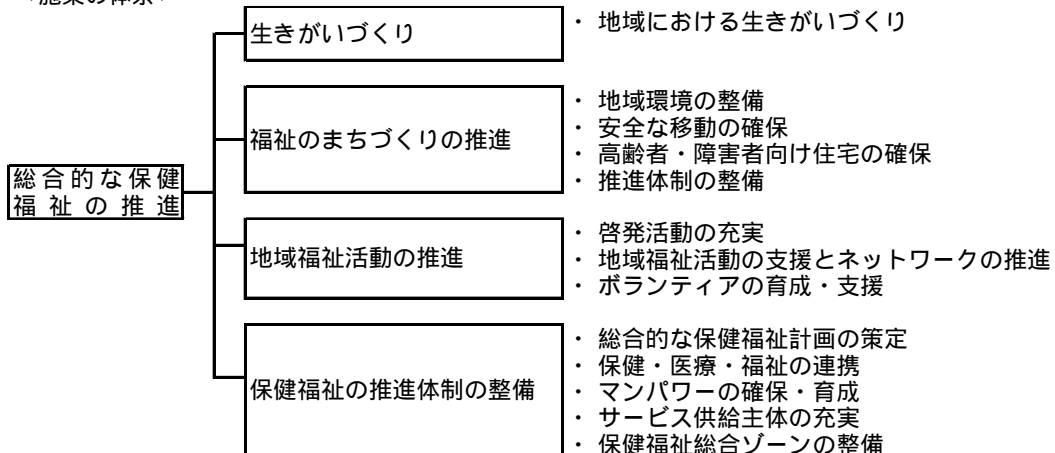 総合的な保健
福祉の推進
生きがいづくり
・ 地域における生きがいづくり
福祉のまちづくりの推進
・ 地域環境の整備
・ 安全な移動の確保
・ 高齢者・障害者向け住宅の確保
・ 推進体制の整備
地域福祉活動の推進
・ 啓発活動の充実
・ 地域福祉活動の支援とネットワークの推進
・ ボランティアの育成・支援
保健福祉の推進体制の整備
・ 総合的な保健福祉計画の策定
・ 保健・医療・福祉の連携
・ マンパワーの確保・育成
・ サービス供給主体の充実
・ 保健福祉総合ゾーンの整備